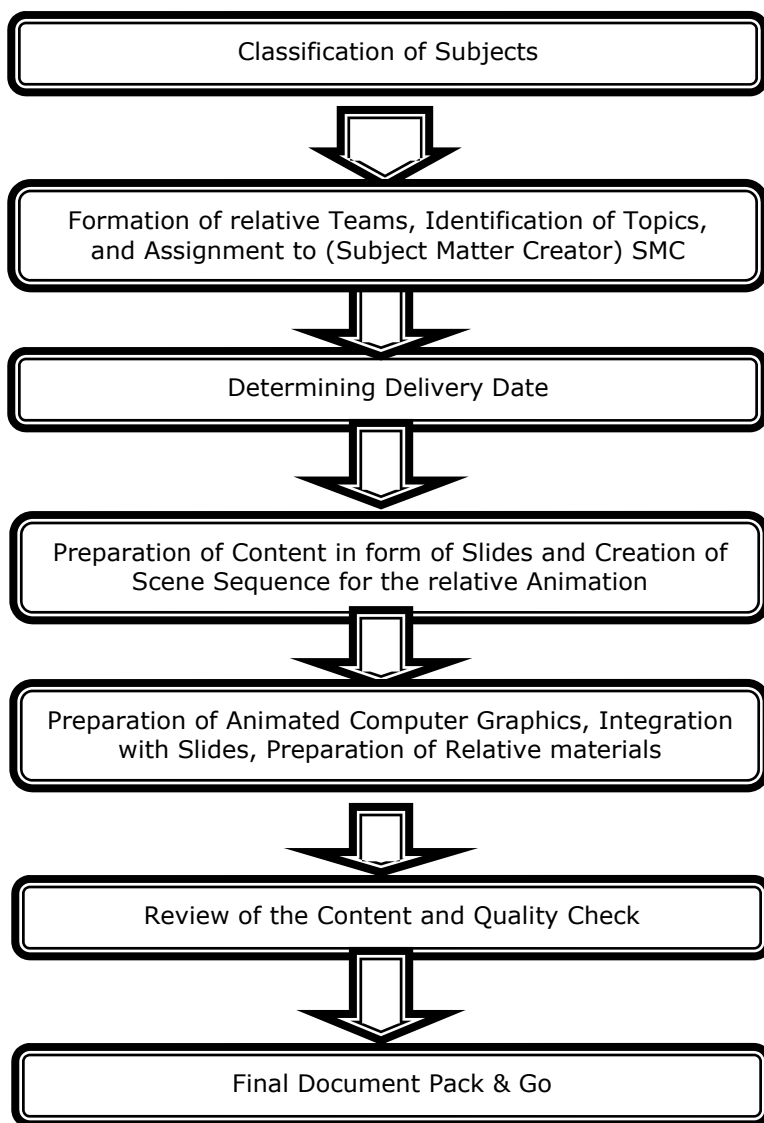 Classification of Subjects
Formation of relative Teams, Identification of Topics,
and Assignment to (Subject Matter Creator) SMC
Determining Delivery Date
Preparation of Content in form of Slides and Creation of
Scene Sequence for the relative Animation
Preparation of Animated Computer Graphics, Integration
with Slides, Preparation of Relative materials
Review of the Content and Quality Check
Final Document Pack & Go